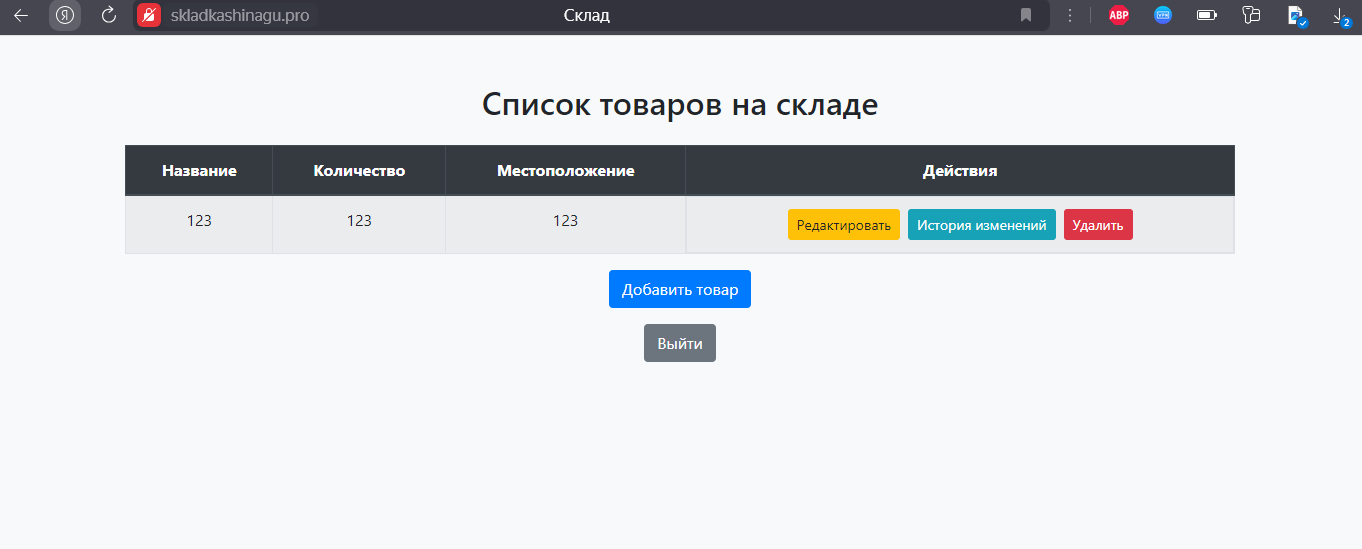 Я skladkashinagu.pro Склад ABP VPN 2
Список товаров на складе
Название Количество Местоположение Действия
123 123 123 Редактировать История изменений Удалить
Добавить товар
Выйти